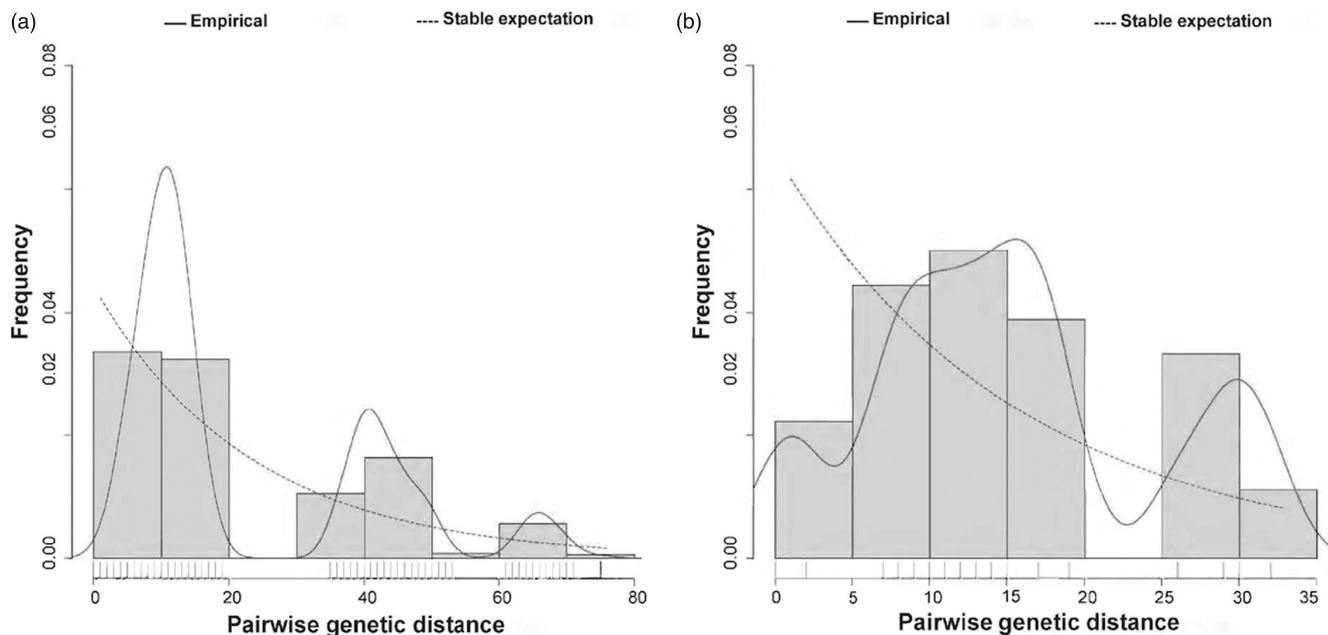 (a) Empirical Stable expectation
0.08
0.06
0.04
0.02
0.00
Frequency
0 20 40 60 80
Pairwise genetic distance
(b) Empirical Stable expectation
0.08
0.06
0.04
0.02
0.00
Frequency
0 5 10 15 20 25 30 35
Pairwise genetic distance